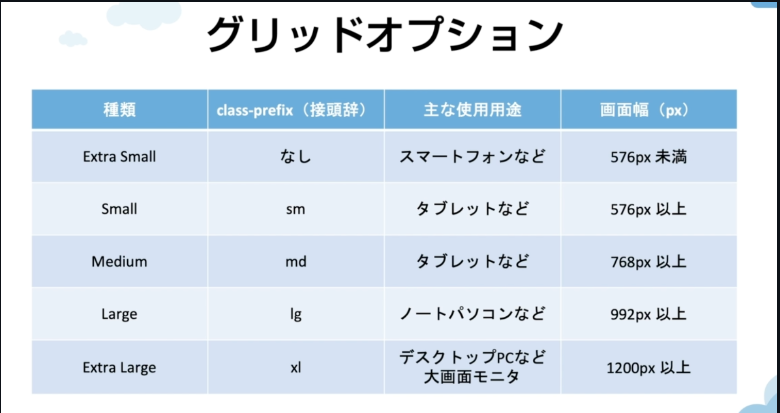 グリッドオプション
種類 class-prefix（接頭辞） 主な使用用途 画面幅（px）
Extra Small なし スマートフォンなど 576px 未満
Small sm タブレットなど 576px 以上
Medium md タブレットなど 768px 以上
Large lg ノートパソコンなど 992px 以上
Extra Large xl デスクトップPCなど 1200px 以上
大画面モニタ